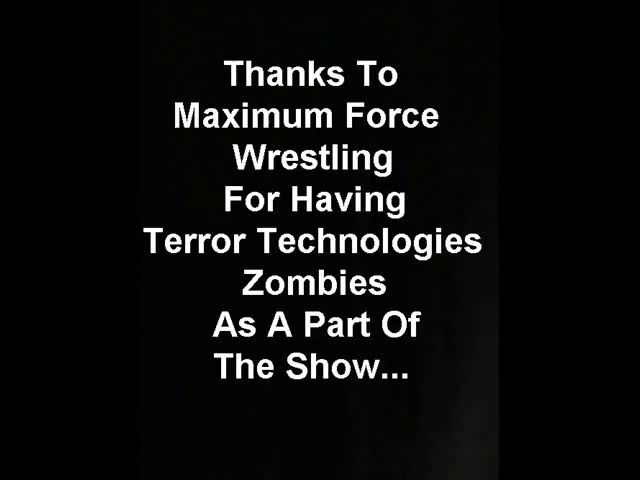 Thanks To
Maximum Force
Wrestling
For Having
Terror Technologies
Zombies
As A Part Of
The Show...